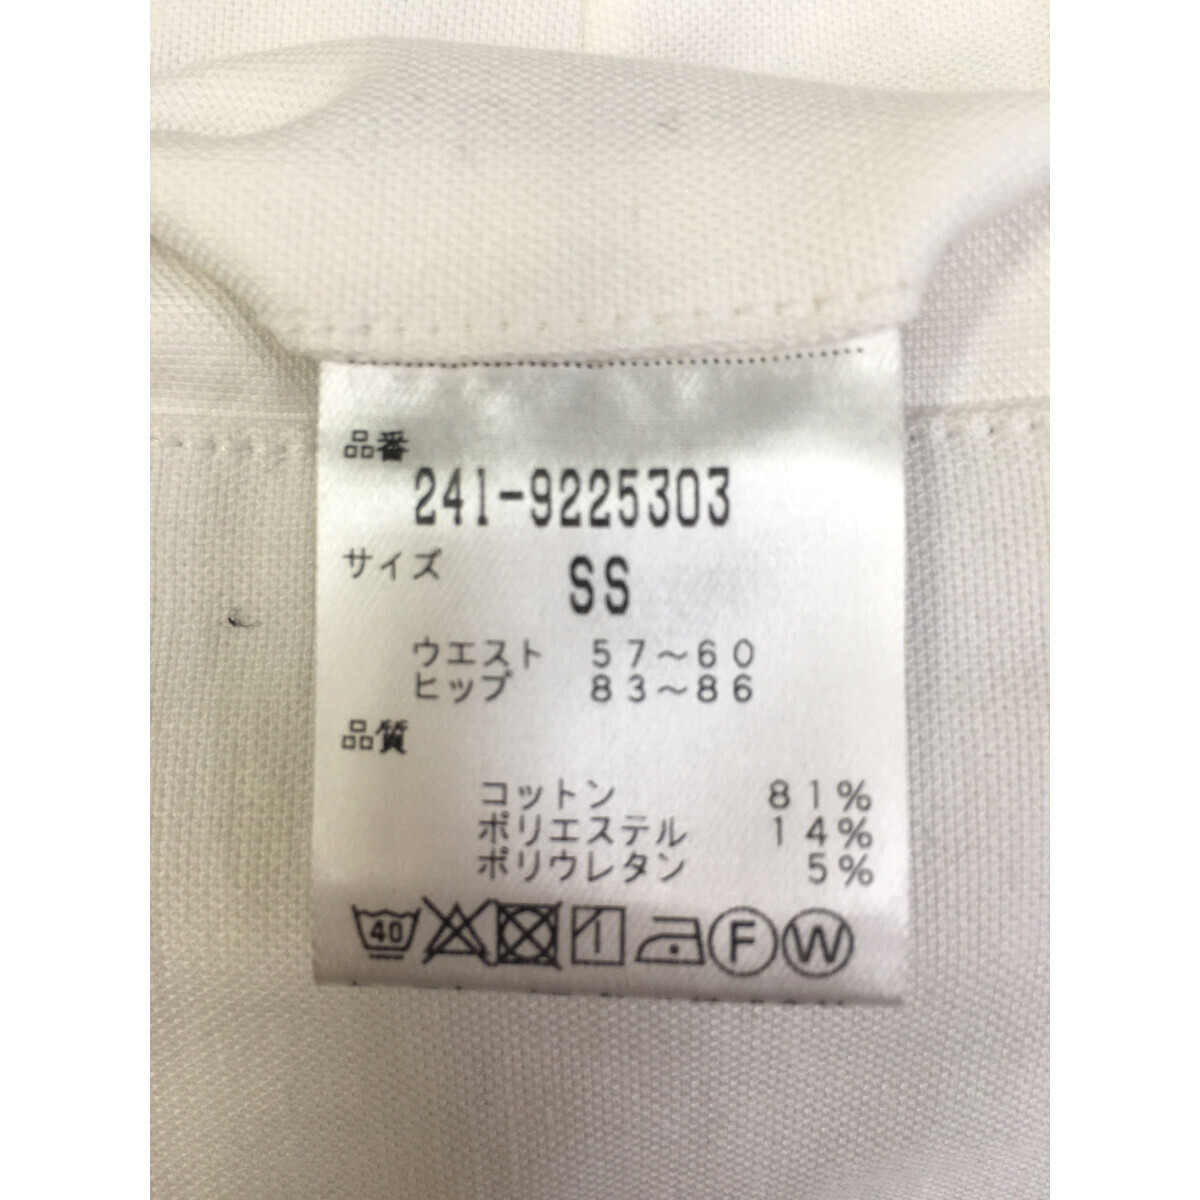 品番
241-9225303
サイズ
SS
ウエスト 57～60
ヒップ 83～86
品質
コットン 81%
ポリエステル 14%
ポリウレタン 5%
40 F W